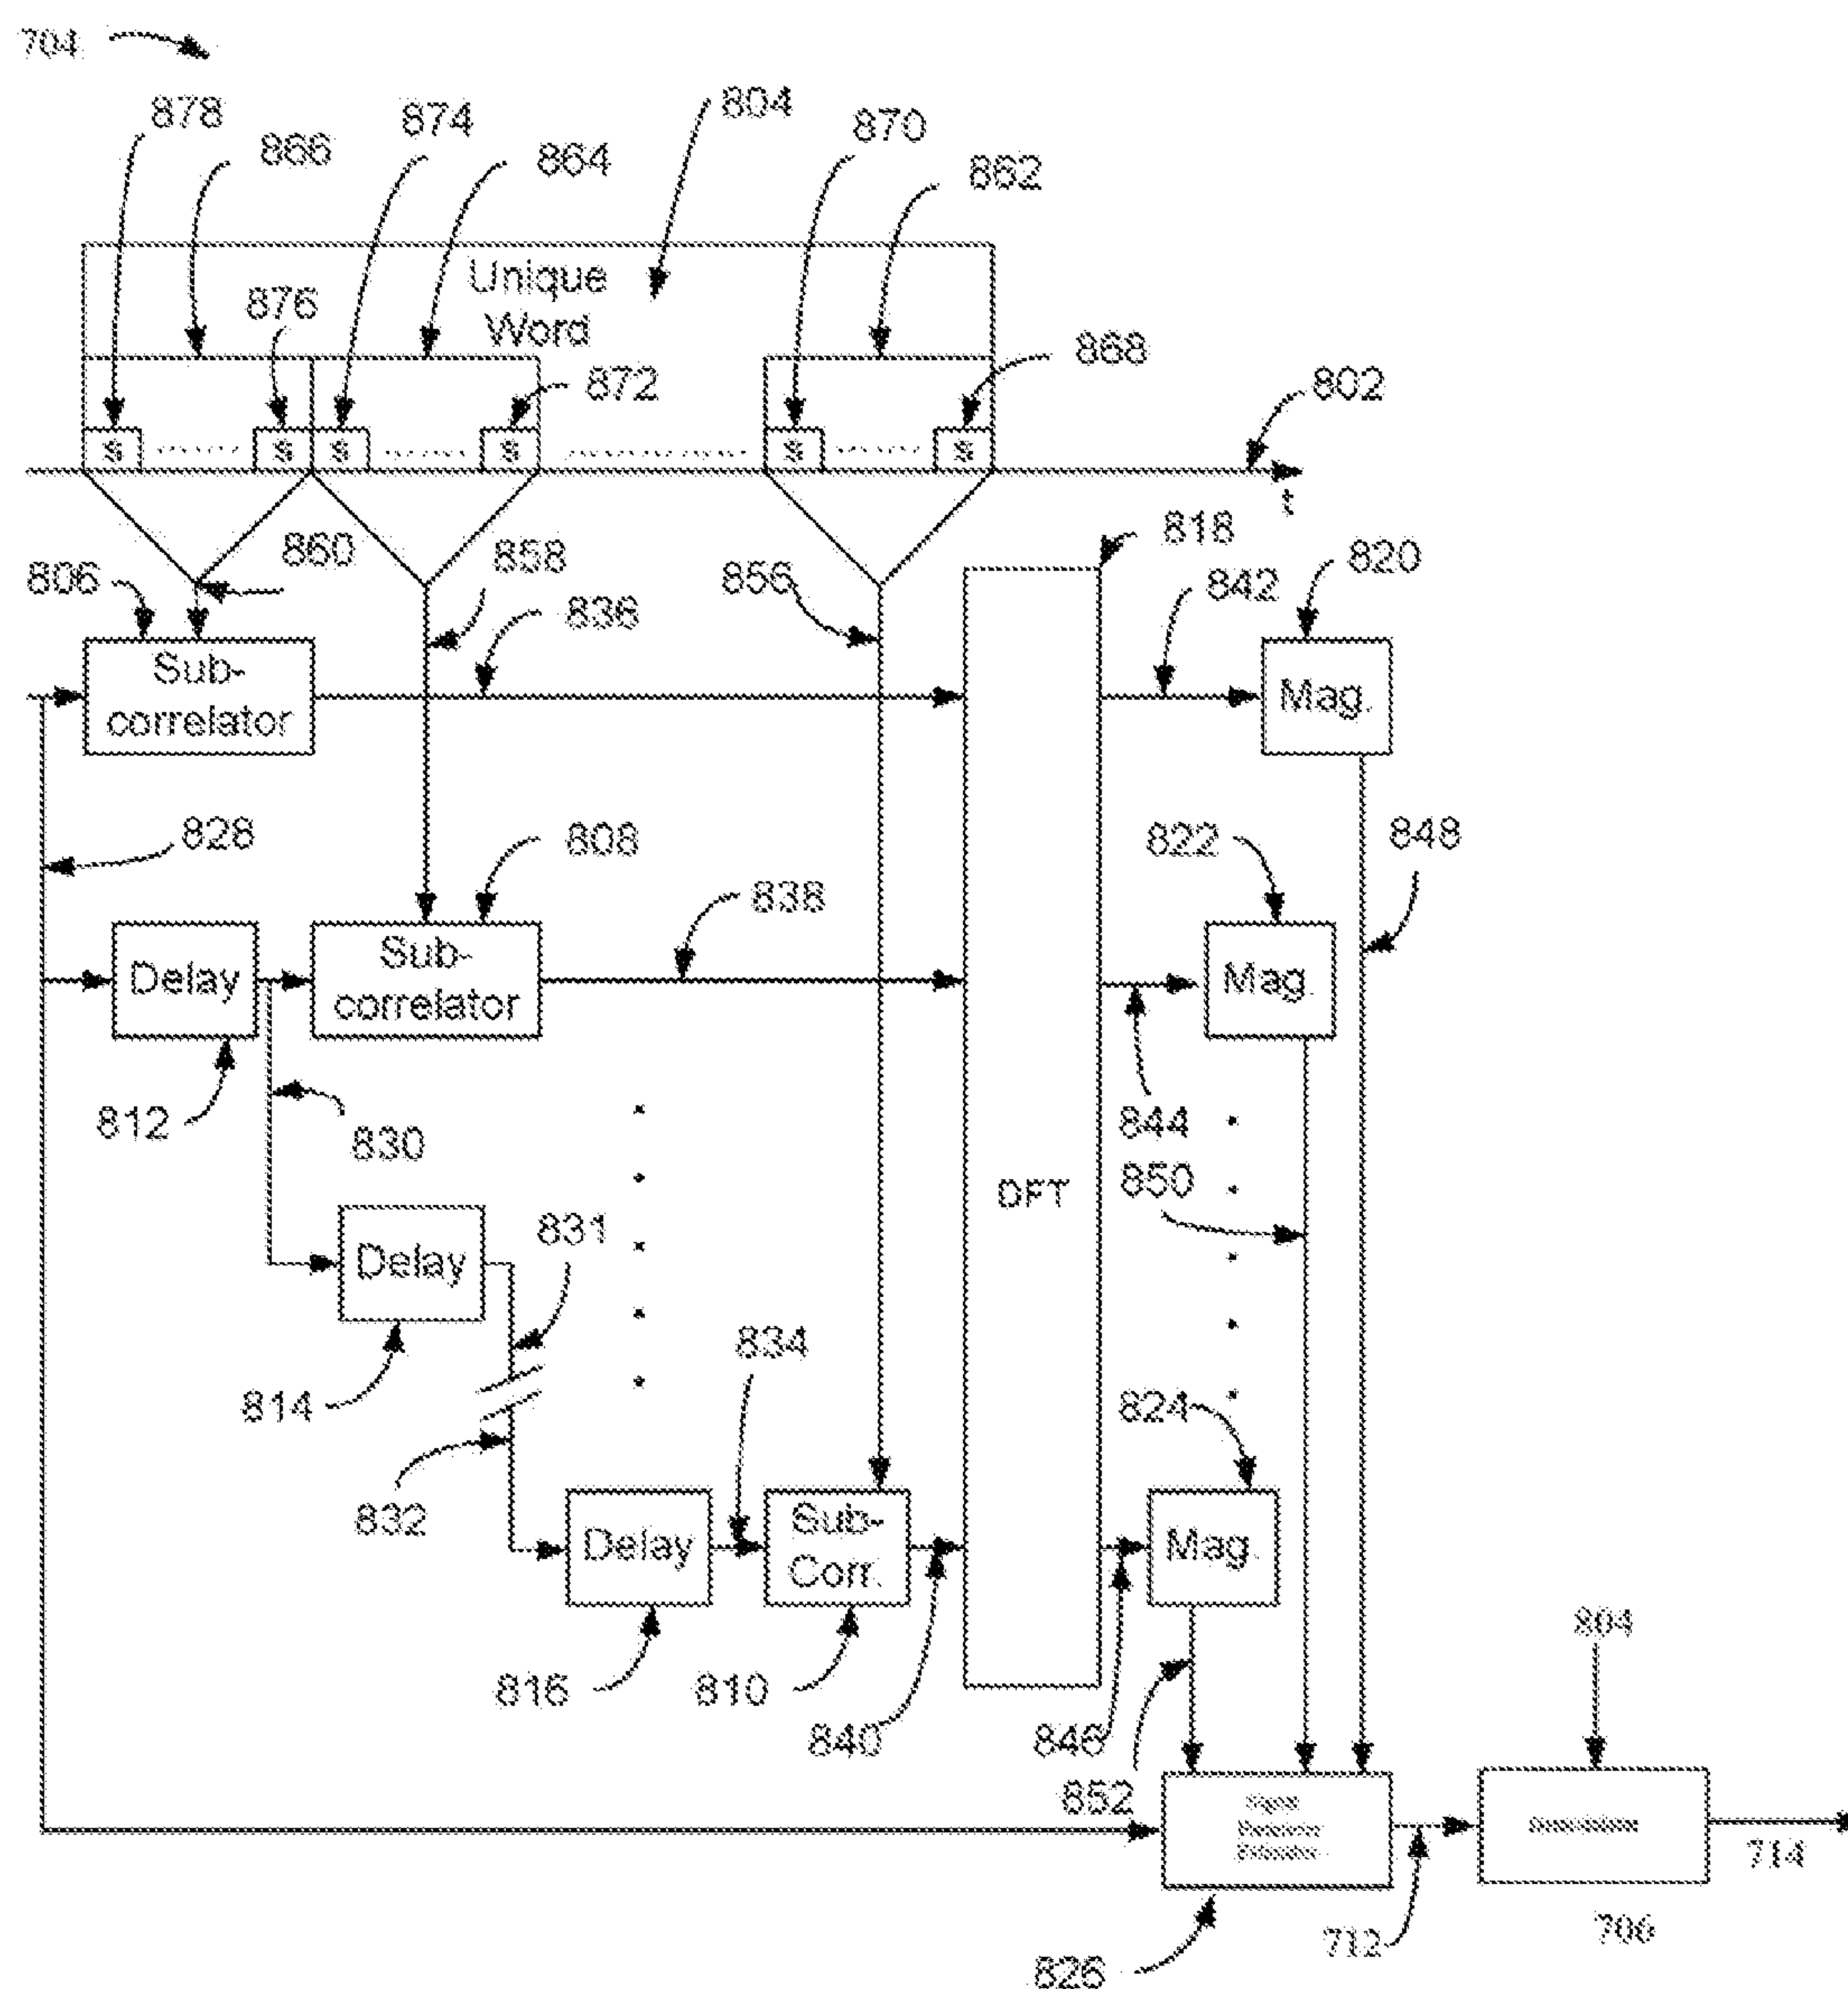 704
878
874
804
870
866
864
862
Unique
Word
876
872
868
802
s ...... s s ...... s ............ s ...... s
t
818
860
858
856
820
806
836
842
Sub-
correlator
Mag.
828
808
822
848
838
Delay
Sub-
correlator
Mag.
812
830
844
850
DFT
831
Delay
834
814
824
832
Delay
Sub-
Corr.
Mag.
804
816
810
840
846
852
Signal
Parameter
Estimator
714
712
706
826